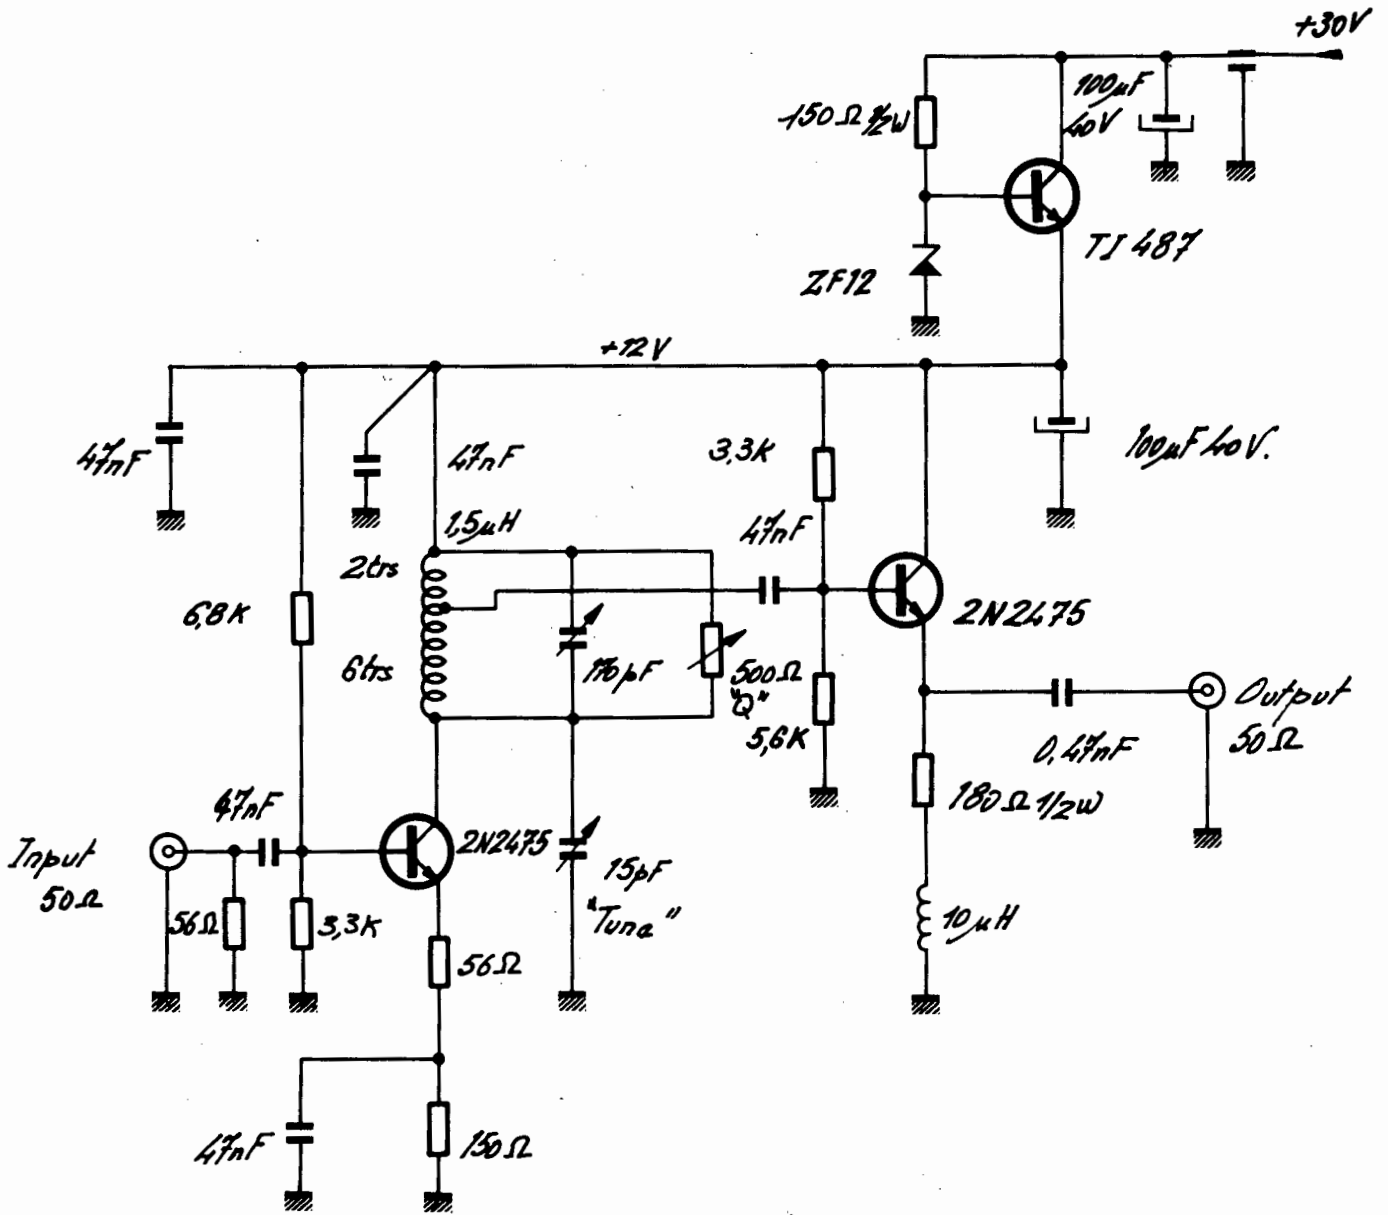 +30V
100µF
40V
150Ω ½W
TI 487
ZF12
+12V
47nF
47nF
3,3K
100µF 40V.
1,5µH
47nF
2trs
6,8K
2N2475
6trs
170pF
500Ω
"Q"
Output
50Ω
5,6K
0,47nF
180Ω 1/2W
47nF
2N2475
Input
50Ω
15pF
"Tune"
56Ω
3,3K
10µH
56Ω
47nF
150Ω